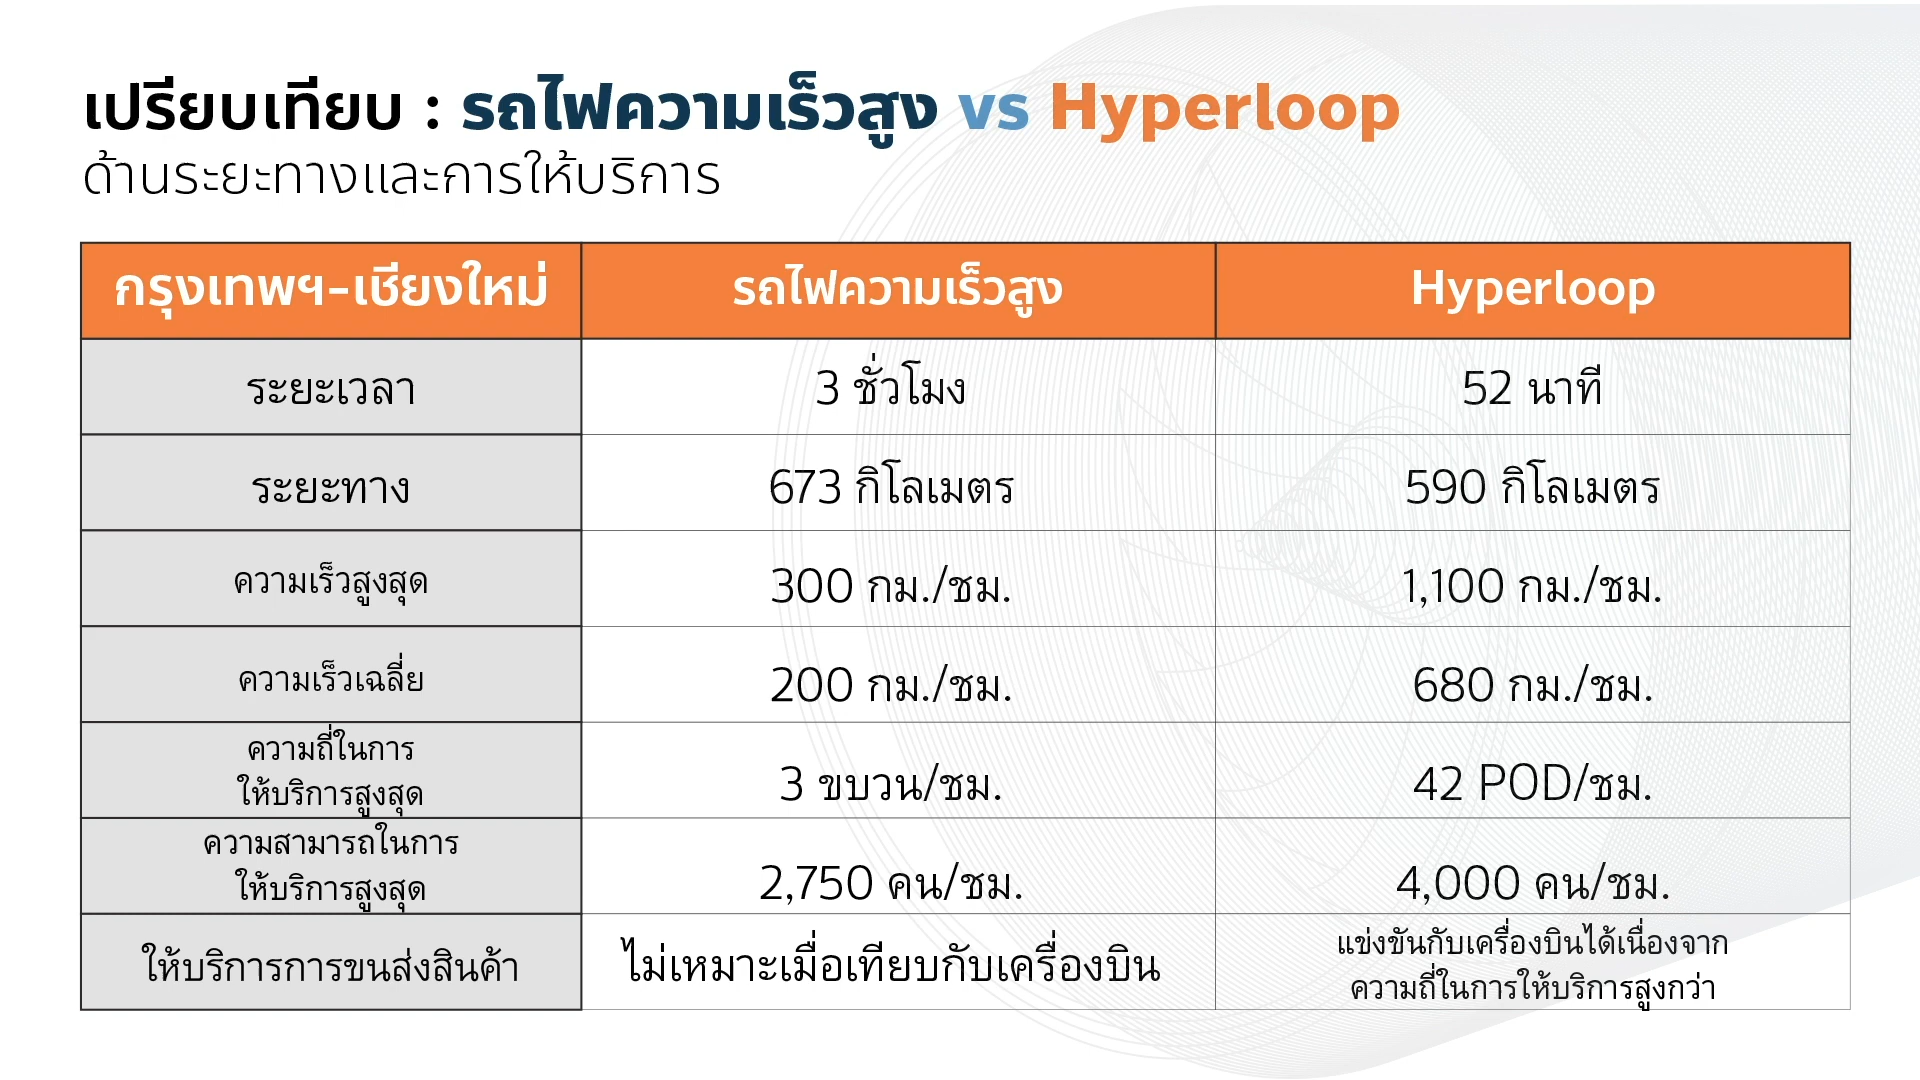 เปรียบเทียบ : รถไฟความเร็วสูง vs Hyperloop
ด้านระยะทางและการให้บริการ
กรุงเทพฯ-เชียงใหม่ รถไฟความเร็วสูง Hyperloop
ระยะเวลา 3 ชั่วโมง 52 นาที
ระยะทาง 673 กิโลเมตร 590 กิโลเมตร
ความเร็วสูงสุด 300 กม./ชม. 1,100 กม./ชม.
ความเร็วเฉลี่ย 200 กม./ชม. 680 กม./ชม.
ความถี่ในการ
ให้บริการสูงสุด 3 ขบวน/ชม. 42 POD/ชม.
ความสามารถในการ
ให้บริการสูงสุด 2,750 คน/ชม. 4,000 คน/ชม.
ให้บริการการขนส่งสินค้า ไม่เหมาะเมื่อเทียบกับเครื่องบิน แข่งขันกับเครื่องบินได้เนื่องจาก
ความถี่ในการให้บริการสูงกว่า